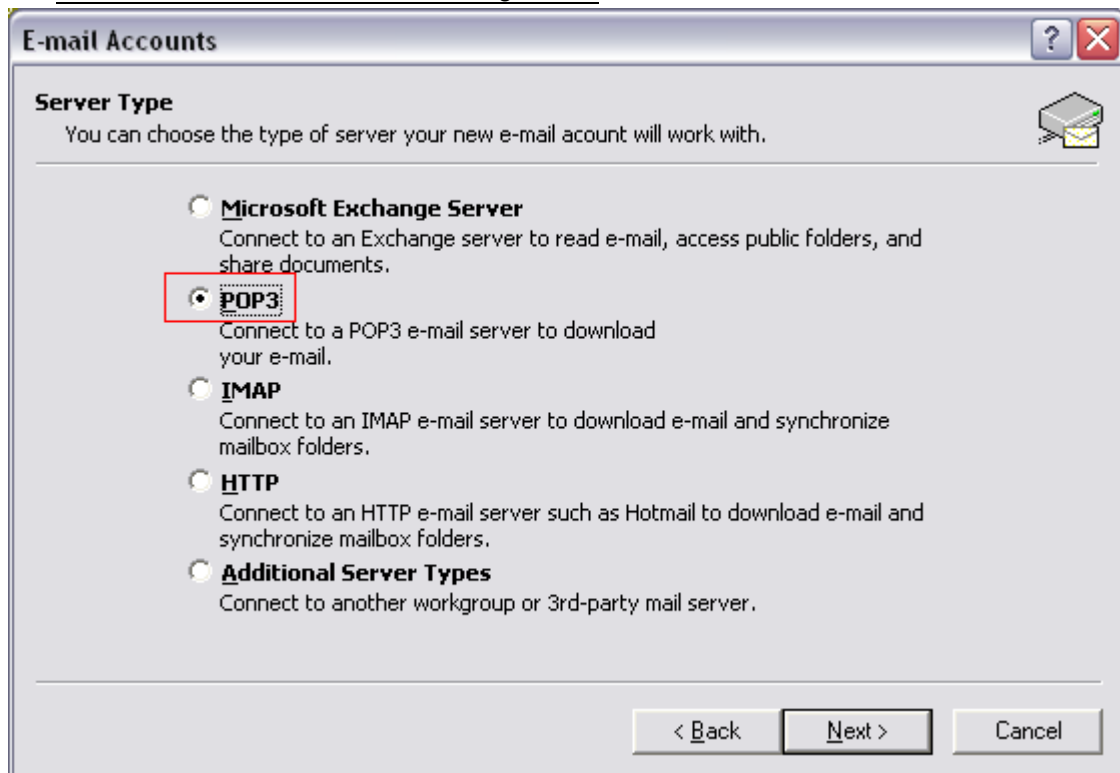 E-mail Accounts
Server Type
You can choose the type of server your new e-mail acount will work with.
Microsoft Exchange Server
Connect to an Exchange server to read e-mail, access public folders, and
share documents.
POP3
Connect to a POP3 e-mail server to download
your e-mail.
IMAP
Connect to an IMAP e-mail server to download e-mail and synchronize
mailbox folders.
HTTP
Connect to an HTTP e-mail server such as Hotmail to download e-mail and
synchronize mailbox folders.
Additional Server Types
Connect to another workgroup or 3rd-party mail server.
< Back Next > Cancel